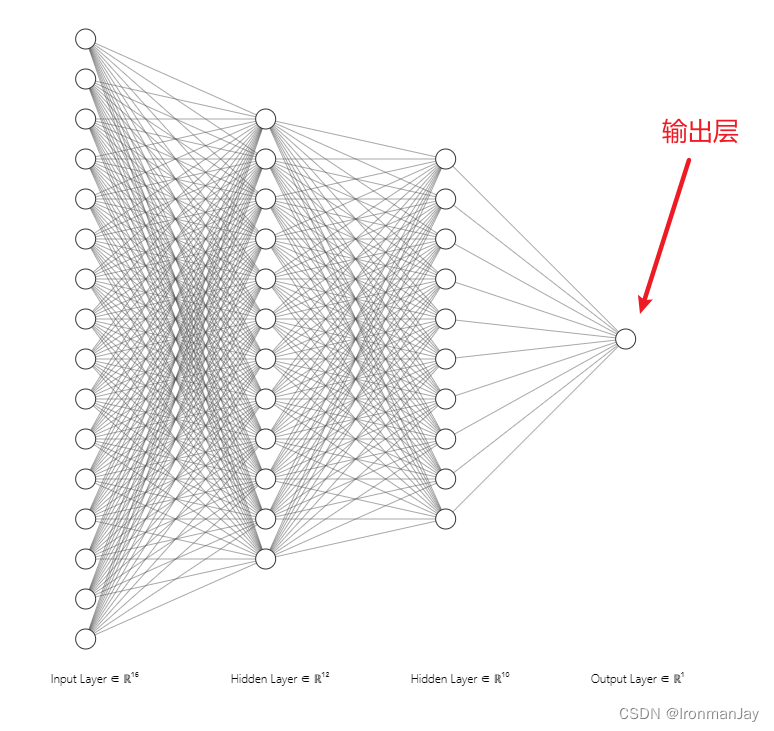 输出层
Input Layer ∈ ℝ¹⁶
Hidden Layer ∈ ℝ¹²
Hidden Layer ∈ ℝ¹⁰
Output Layer ∈ ℝ¹
CSDN @IronmanJay